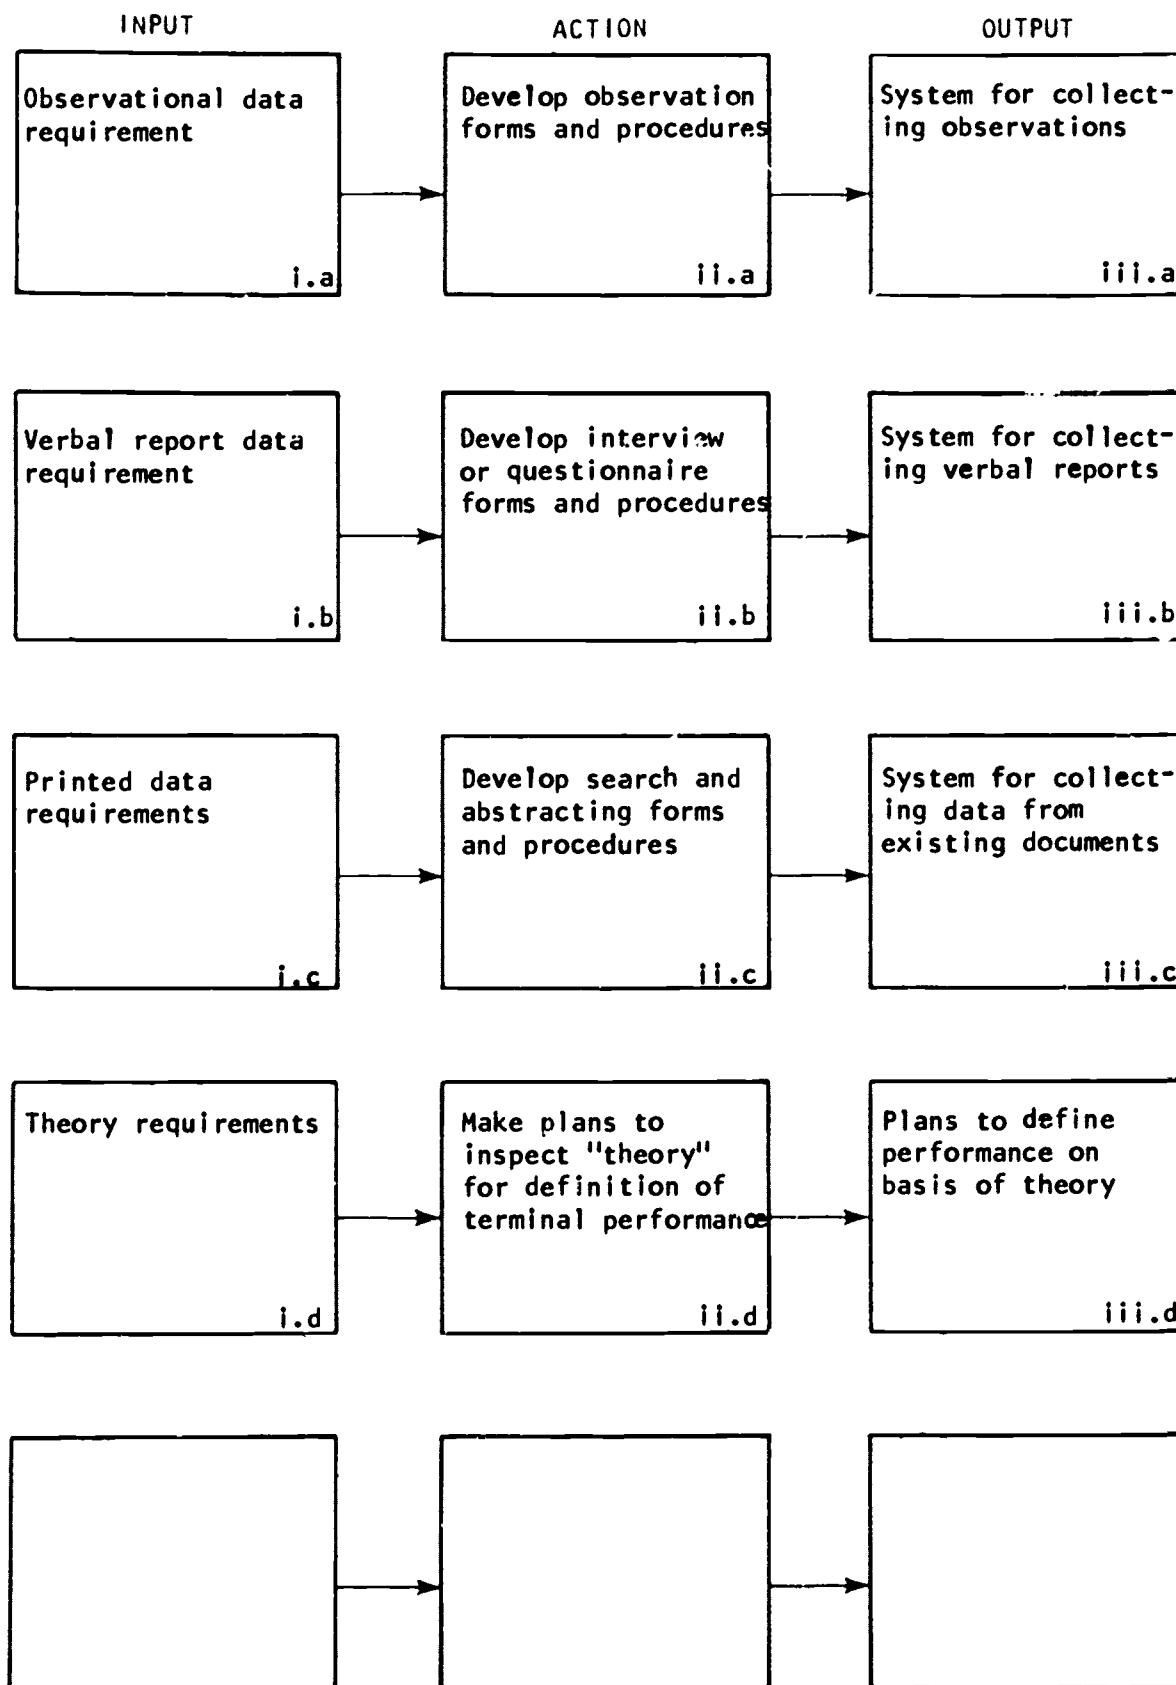 INPUT
ACTION
OUTPUT
Observational data
requirement
i.a
Develop observation
forms and procedures
ii.a
System for collect-
ing observations
iii.a
Verbal report data
requirement
i.b
Develop interview
or questionnaire
forms and procedures
ii.b
System for collect-
ing verbal reports
iii.b
Printed data
requirements
i.c
Develop search and
abstracting forms
and procedures
ii.c
System for collect-
ing data from
existing documents
iii.c
Theory requirements
i.d
Make plans to
inspect "theory"
for definition of
terminal performance
ii.d
Plans to define
performance on
basis of theory
iii.d